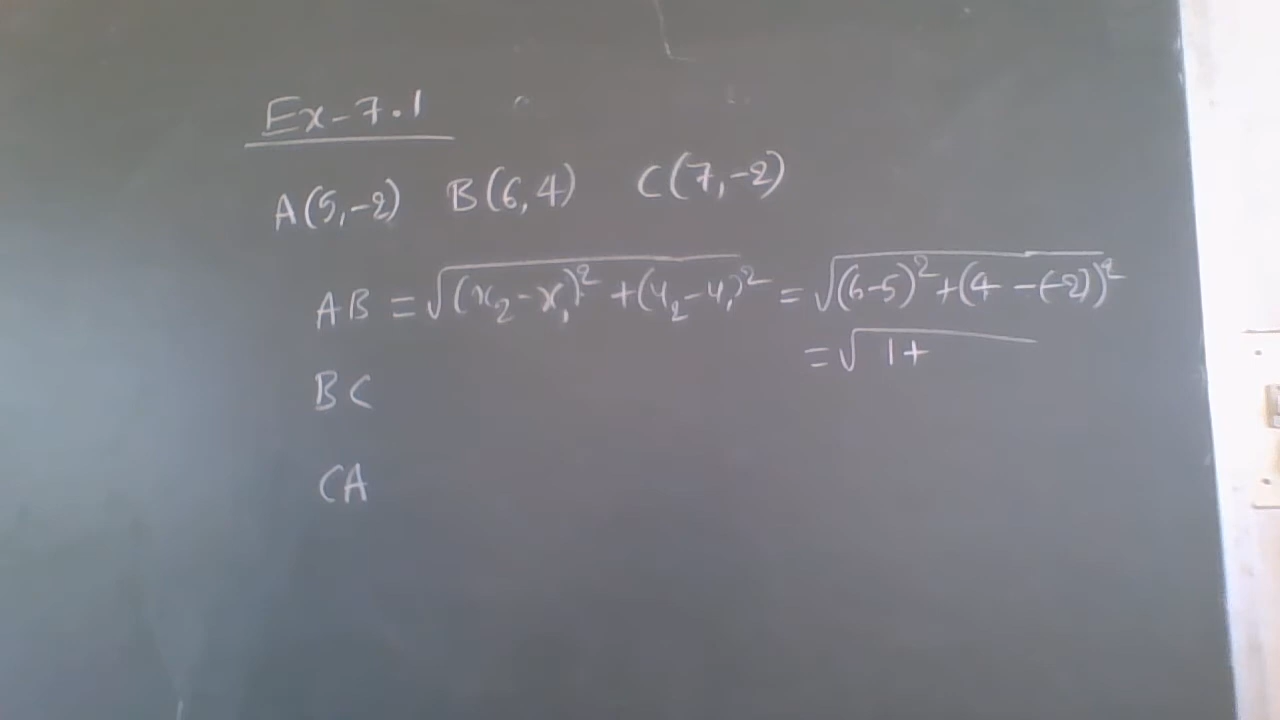 Ex-7.1
A(5,-2) B(6,4) C(7,-2)
AB = √(x₂-x₁)² +(y₂-y₁)² = √(6-5)²+(4-(-2))²
= √1+
BC
CA